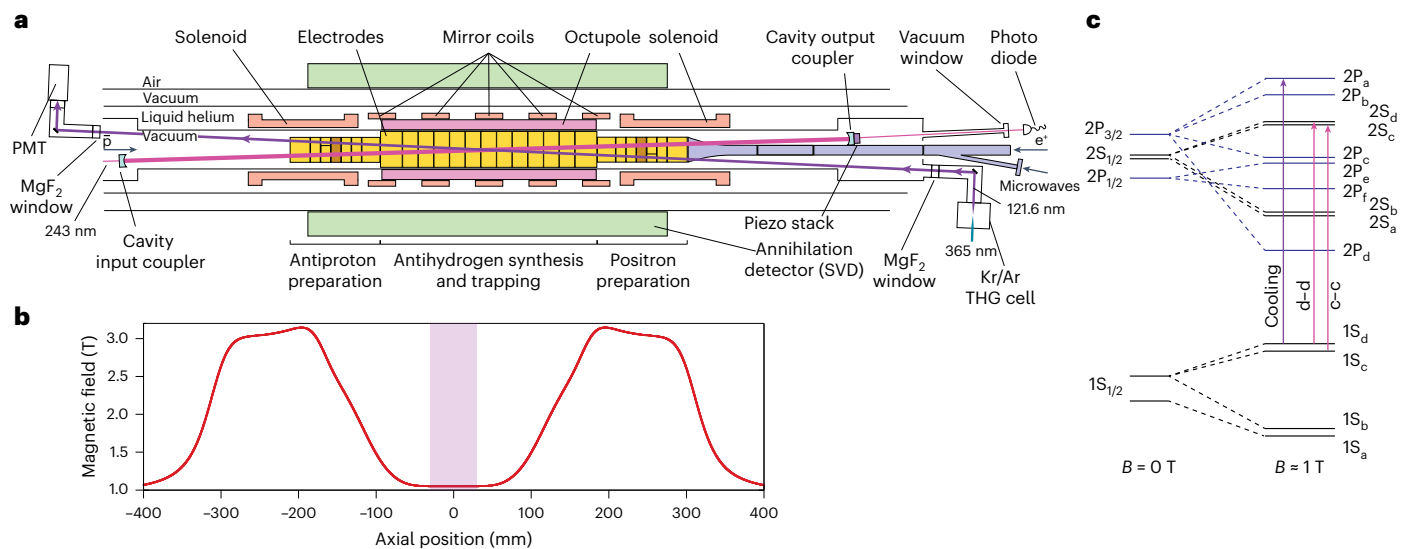 a
Solenoid
Electrodes
Mirror coils
Octupole solenoid
Cavity output
coupler
Vacuum
window
Photo
diode
Air
Vacuum
Liquid helium
Vacuum
PMT
p̅
e⁺
MgF₂
window
243 nm
Cavity
input coupler
Antiproton
preparation
Antihydrogen synthesis
and trapping
Positron
preparation
Piezo stack
Annihilation
detector (SVD)
MgF₂
window
Microwaves
121.6 nm
365 nm
Kr/Ar
THG cell
b
Magnetic field (T)
3.0
2.5
2.0
1.5
1.0
−400
−300
−200
−100
0
100
200
300
400
Axial position (mm)
c
2P₃/₂
2S₁/₂
2P₁/₂
2Pₐ
2P_b
2S_d
2S_c
2P_c
2P_e
2P_f
2S_b
2Sₐ
2P_d
Cooling
d–d
c–c
1S_d
1S_c
1S₁/₂
1S_b
1Sₐ
B = 0 T
B ≈ 1 T